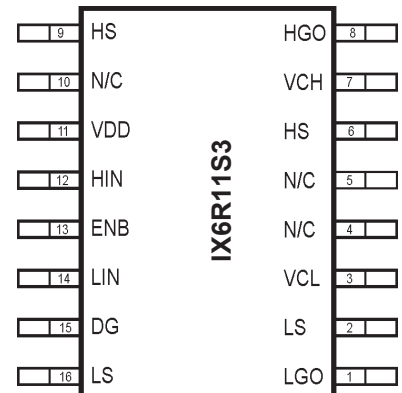 9 HS HGO 8
10 N/C VCH 7
11 VDD HS 6
12 HIN N/C 5
13 ENB N/C 4
14 LIN VCL 3
15 DG LS 2
16 LS LGO 1
IX6R11S3